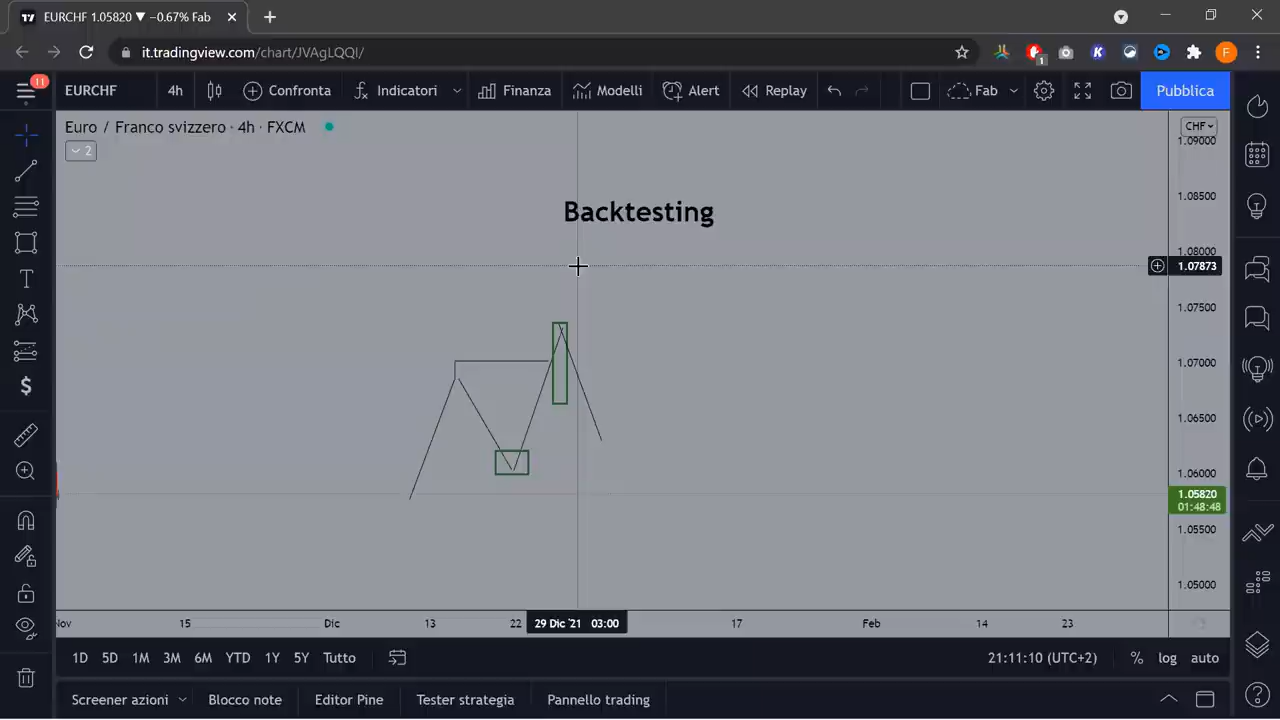 EURCHF 1.05820 ▼ −0.67% Fab
it.tradingview.com/chart/JVAgLQQI/
1
K
F
11
EURCHF
4h
Confronta
Indicatori
Finanza
Modelli
Alert
Replay
Fab
Pubblica
Euro / Franco svizzero · 4h · FXCM
2
CHF
Backtesting
1.09000
1.08500
1.08000
1.07873
1.07500
1.07000
1.06500
1.06000
1.05820
01:48:48
1.05500
1.05000
Nov
15
Dic
13
22
29 Dic '21 03:00
17
Feb
14
23
1D
5D
1M
3M
6M
YTD
1Y
5Y
Tutto
21:11:10 (UTC+2)
%
log
auto
Screener azioni
Blocco note
Editor Pine
Tester strategia
Pannello trading